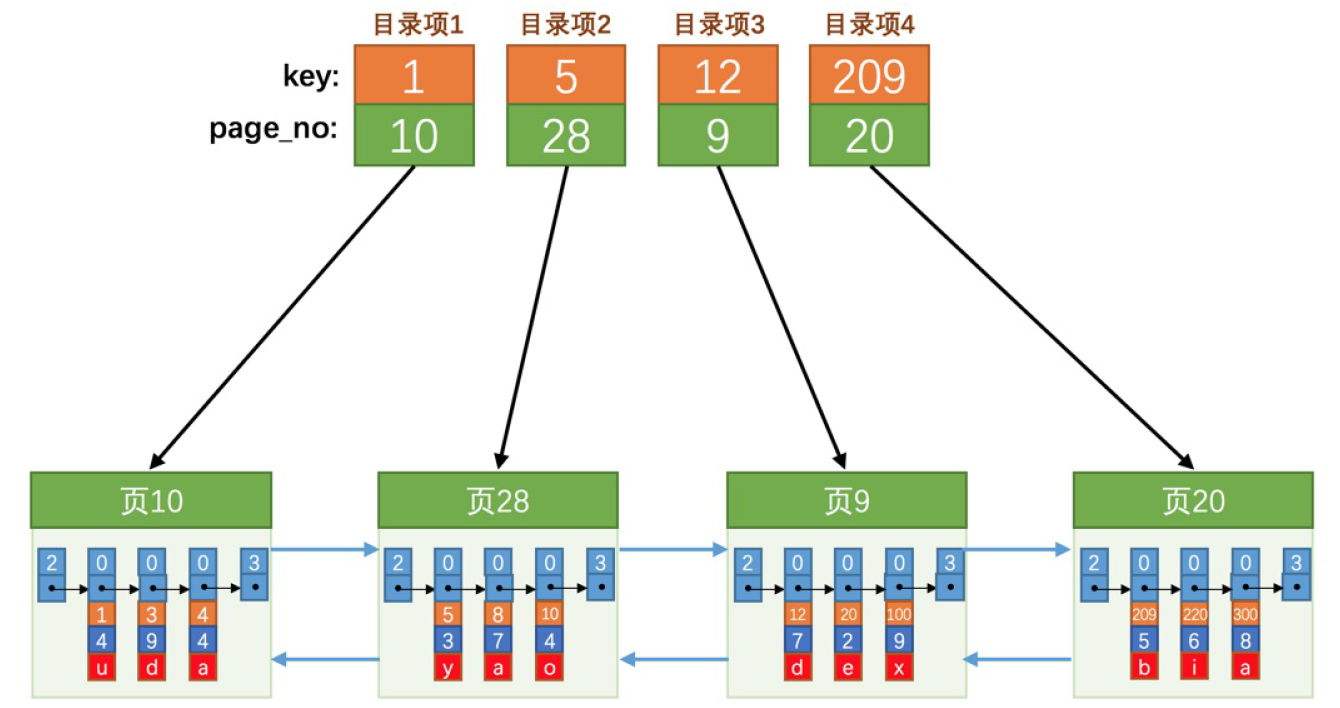 目录项1 目录项2 目录项3 目录项4
key: 1 5 12 209
page_no: 10 28 9 20
页10 页28 页9 页20
2 0 0 0 3 2 0 0 0 3 2 0 0 0 3 2 0 0 0 3
1 3 4 5 8 10 12 20 100 209 220 300
4 9 4 3 7 4 7 2 9 5 6 8
u d a y a o d e x b i a